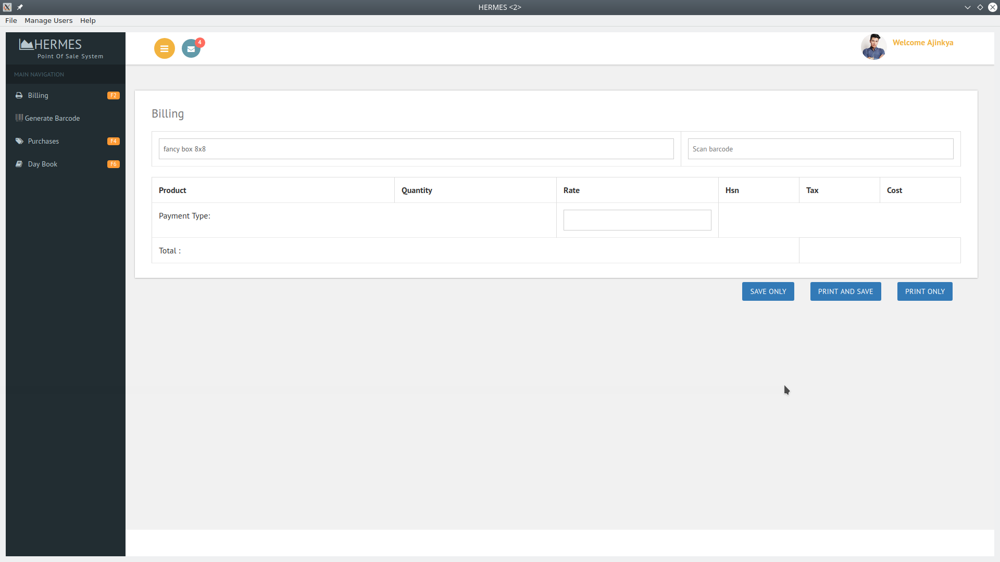 HERMES <2>
File Manage Users Help
HERMES
Point Of Sale System
4
Welcome Ajinkya
MAIN NAVIGATION
Billing F2
Generate Barcode
Purchases F4
Day Book F6
Billing
fancy box 8x8 Scan barcode
Product Quantity Rate Hsn Tax Cost
Payment Type:
Total :
SAVE ONLY PRINT AND SAVE PRINT ONLY